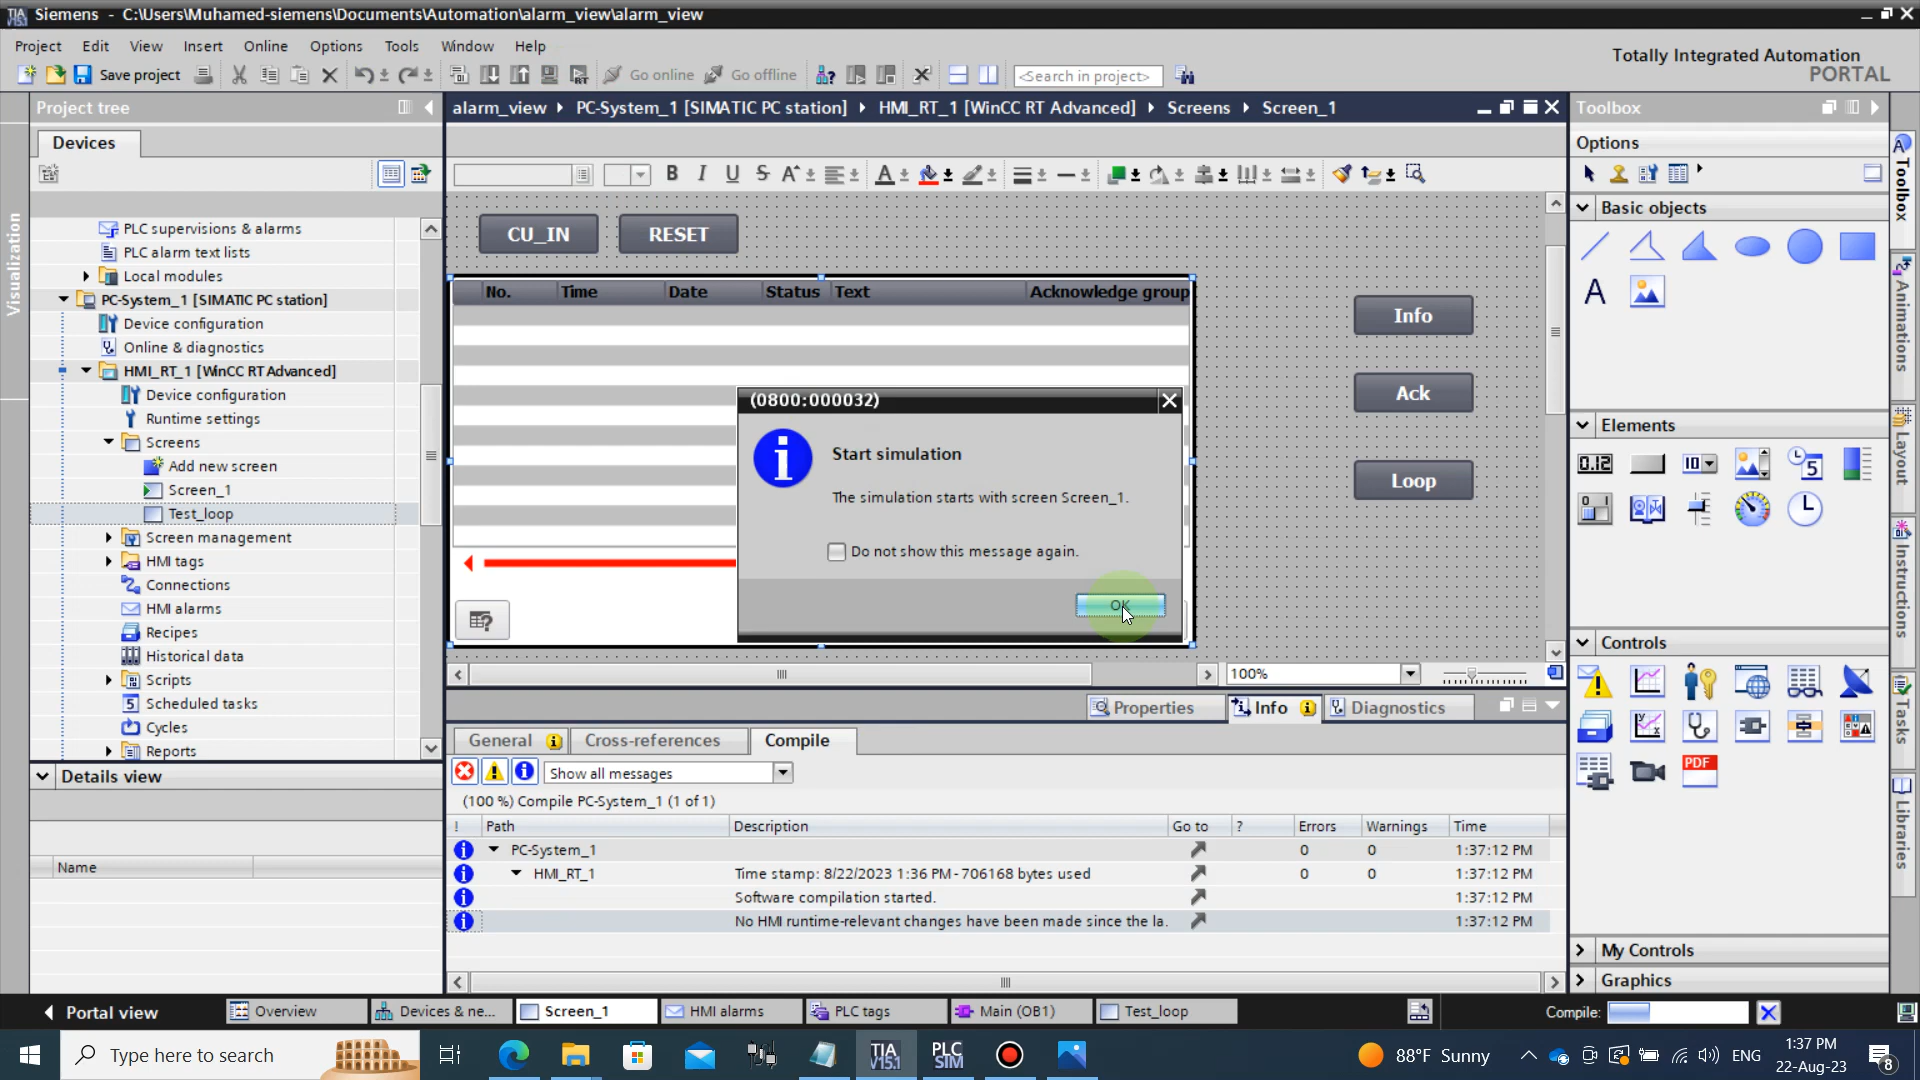 Siemens - C:\Users\Muhamed-siemens\Documents\Automation\alarm_view\alarm_view
Project Edit View Insert Online Options Tools Window Help
Totally Integrated Automation
PORTAL
Save project
Go online
Go offline
<Search in project>
Project tree
alarm_view PC-System_1 [SIMATIC PC station] HMI_RT_1 [WinCC RT Advanced] Screens Screen_1
Toolbox
Devices
Options
Visualization
PLC supervisions & alarms
PLC alarm text lists
Local modules
PC-System_1 [SIMATIC PC station]
Device configuration
Online & diagnostics
HMI_RT_1 [WinCC RT Advanced]
Device configuration
Runtime settings
Screens
Add new screen
Screen_1
Test_loop
Screen management
HMI tags
Connections
HMI alarms
Recipes
Historical data
Scripts
Scheduled tasks
Cycles
Reports
Details view
Name
CU_IN RESET
No. Time Date Status Text Acknowledge group
Info
Ack
Loop
(0800:000032)
Start simulation
The simulation starts with screen Screen_1.
Do not show this message again.
OK
100%
Properties Info Diagnostics
General Cross-references Compile
Show all messages
(100 %) Compile PC-System_1 (1 of 1)
! Path Description Go to ? Errors Warnings Time
PC-System_1 0 0 1:37:12 PM
HMI_RT_1 Time stamp: 8/22/2023 1:36 PM - 706168 bytes used 0 0 1:37:12 PM
Software compilation started. 1:37:12 PM
No HMI runtime-relevant changes have been made since the la. 1:37:12 PM
Basic objects
A
Elements
0.12
10
5
Controls
PDF
My Controls
Graphics
Toolbox
Animations
Layout
Instructions
Tasks
Libraries
Portal view Overview Devices & ne... Screen_1 HMI alarms PLC tags Main (OB1) Test_loop Compile:
Type here to search
TIA
V15.1
PLC
SIM
88°F Sunny
ENG
1:37 PM
22-Aug-23
8